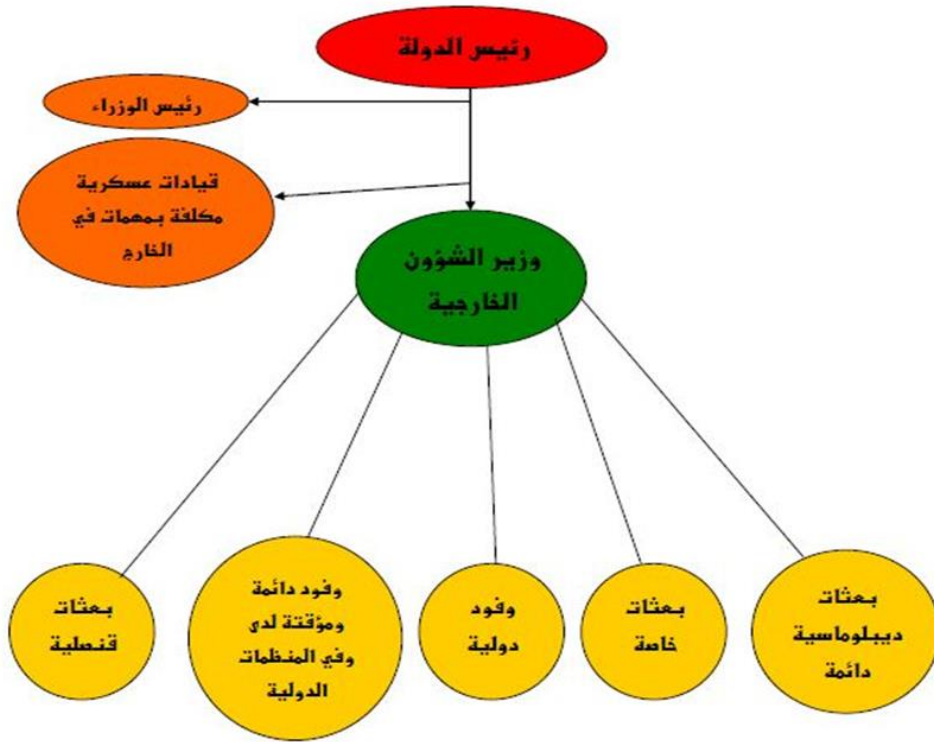 رئيس الدولة
رئيس الوزراء
قيادات عسكرية
مكلفة بمهمات في
الخارج
وزير الشؤون
الخارجية
بعثات
ديبلوماسية
دائمة
بعثات
خاصة
وفود
دولية
وفود دائمة
ومؤقتة لدى
وفي المنظمات
الدولية
بعثات
قنصلية